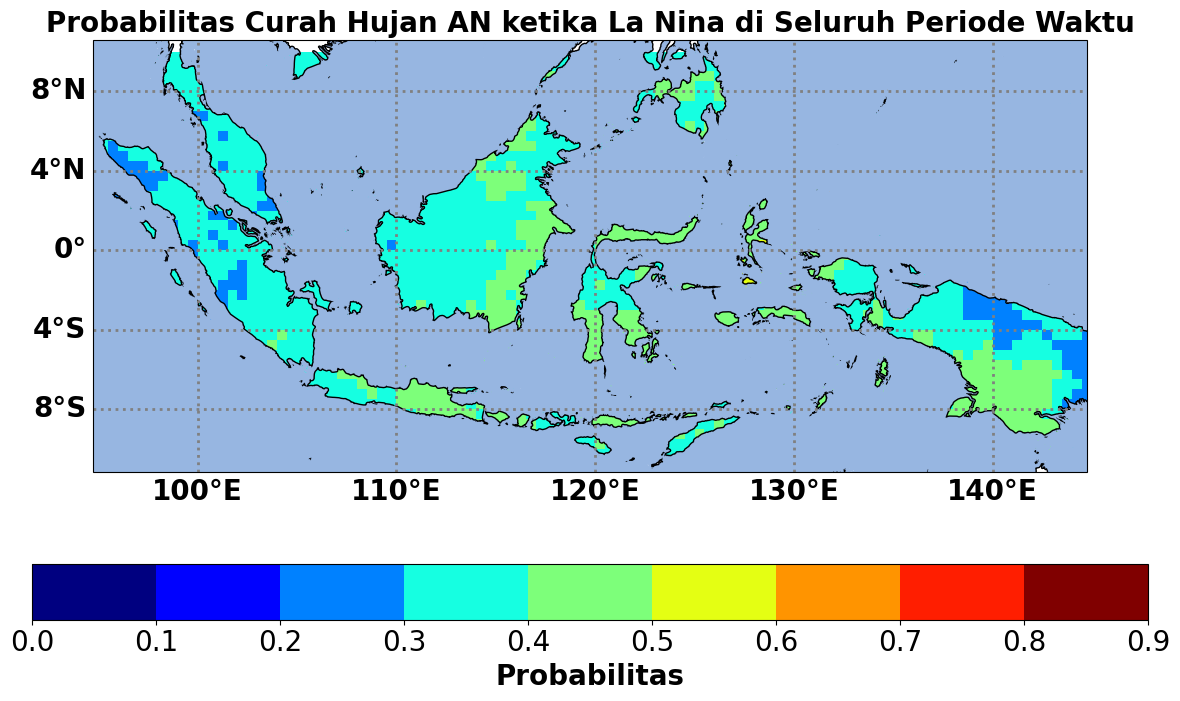 Probabilitas Curah Hujan AN ketika La Nina di Seluruh Periode Waktu
8°N
4°N
0°
4°S
8°S
100°E 110°E 120°E 130°E 140°E
0.0 0.1 0.2 0.3 0.4 0.5 0.6 0.7 0.8 0.9
Probabilitas